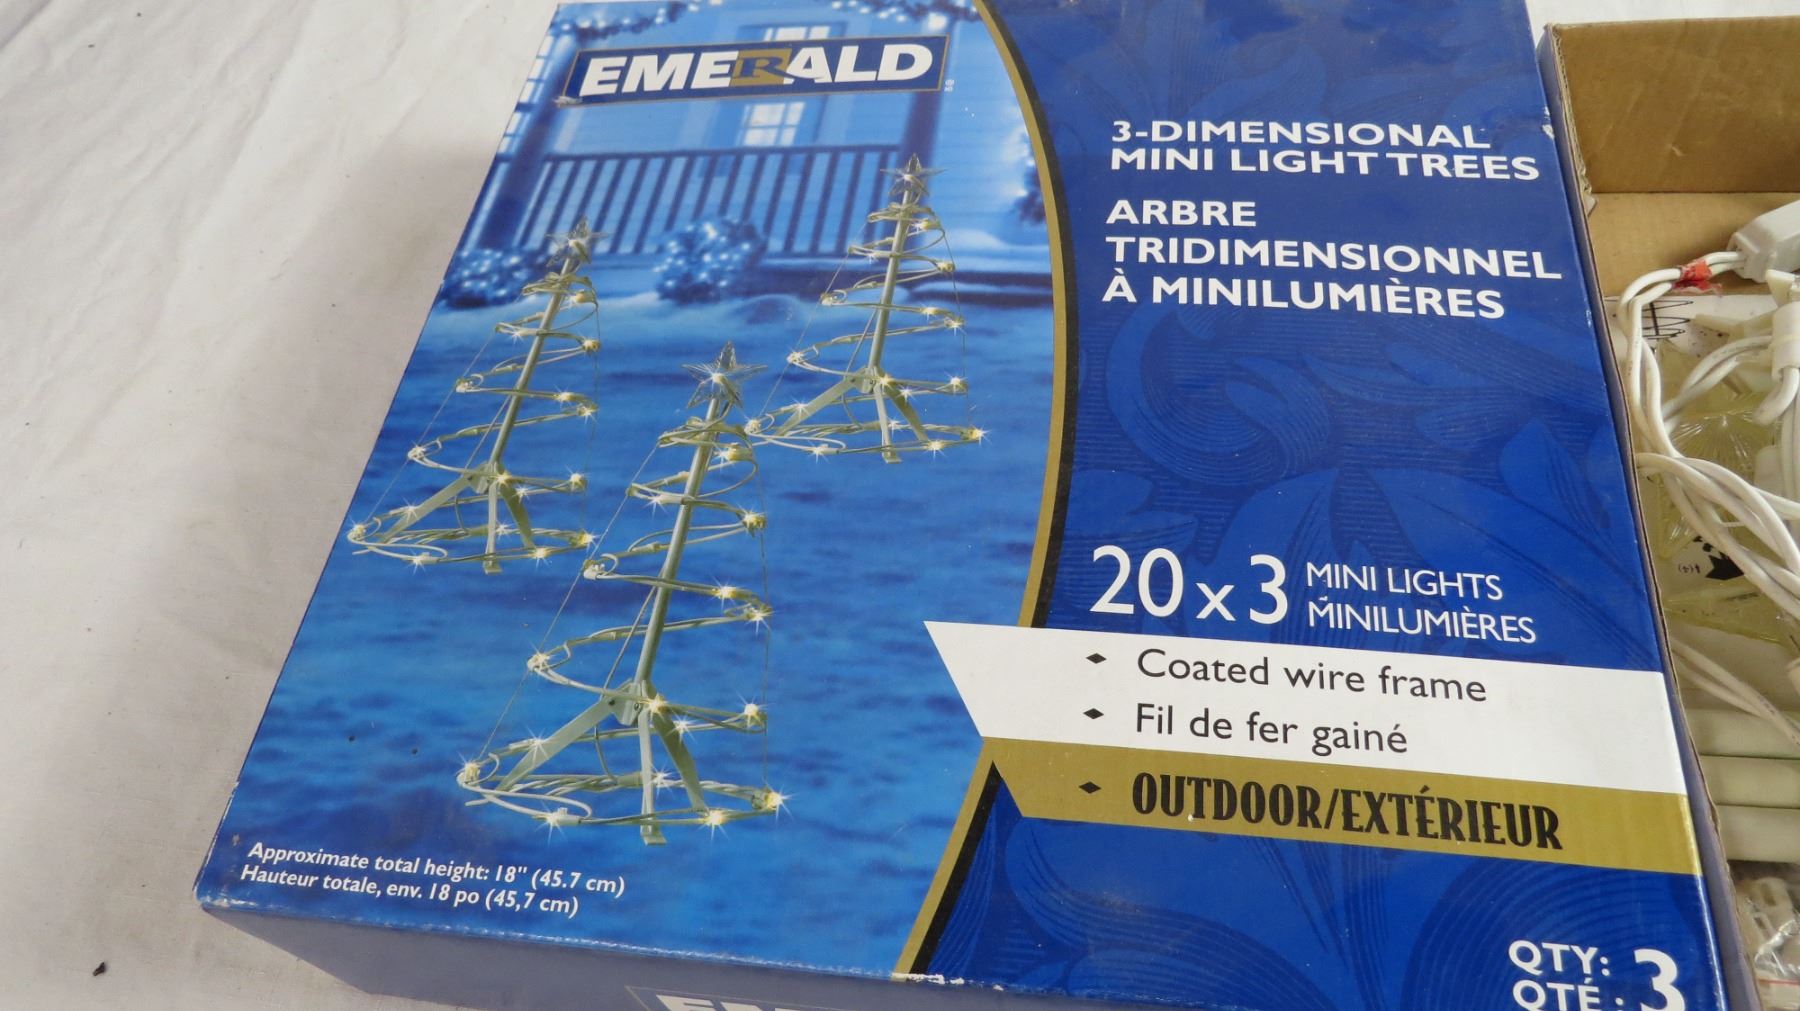 EMERALD
3-DIMENSIONAL
MINI LIGHT TREES
ARBRE
TRIDIMENSIONNEL
À MINILUMIÈRES
20 x 3 MINI LIGHTS
MINILUMIÈRES
Coated wire frame
Fil de fer gainé
OUTDOOR/EXTÉRIEUR
Approximate total height: 18" (45.7 cm)
Hauteur totale, env. 18 po (45,7 cm)
QTY: 3
QTÉ :